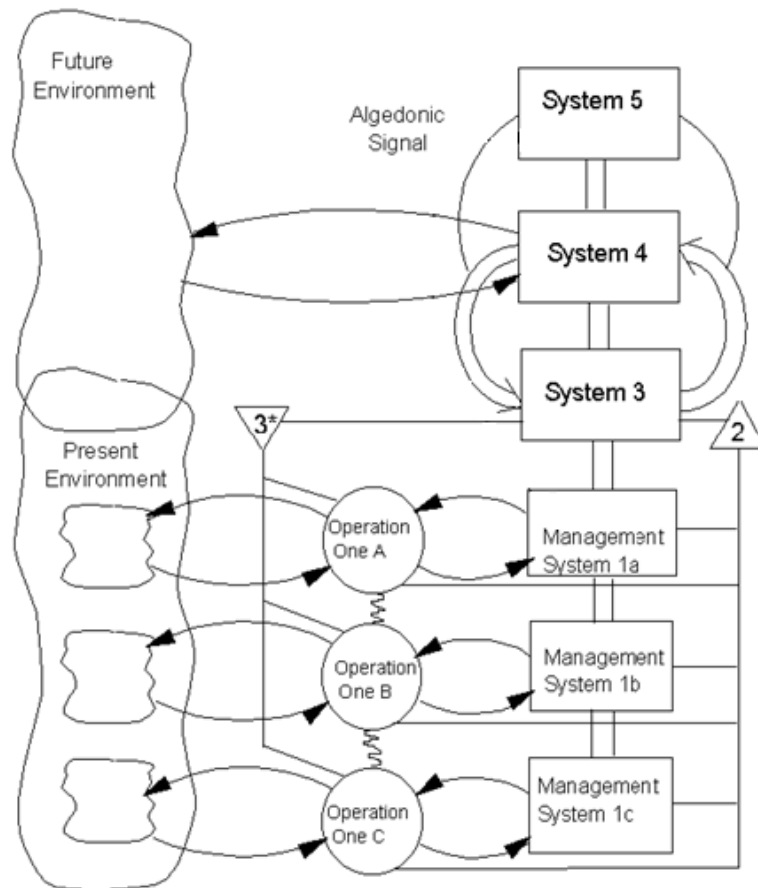 Future
Environment
Algedonic
Signal
System 5
System 4
System 3
3*
2
Present
Environment
Operation
One A
Management
System 1a
Operation
One B
Management
System 1b
Operation
One C
Management
System 1c